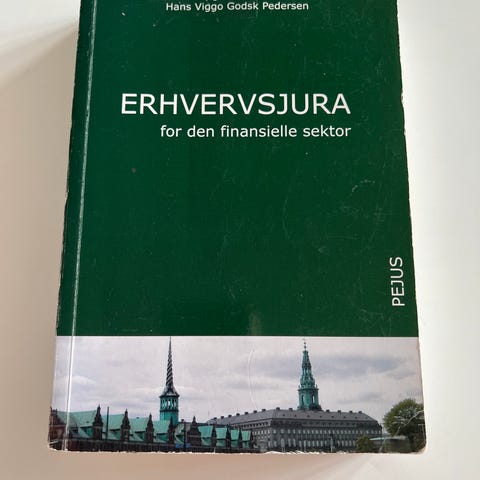 Hans Viggo Godsk Pedersen
ERHVERVSJURA
for den finansielle sektor
PEJUS